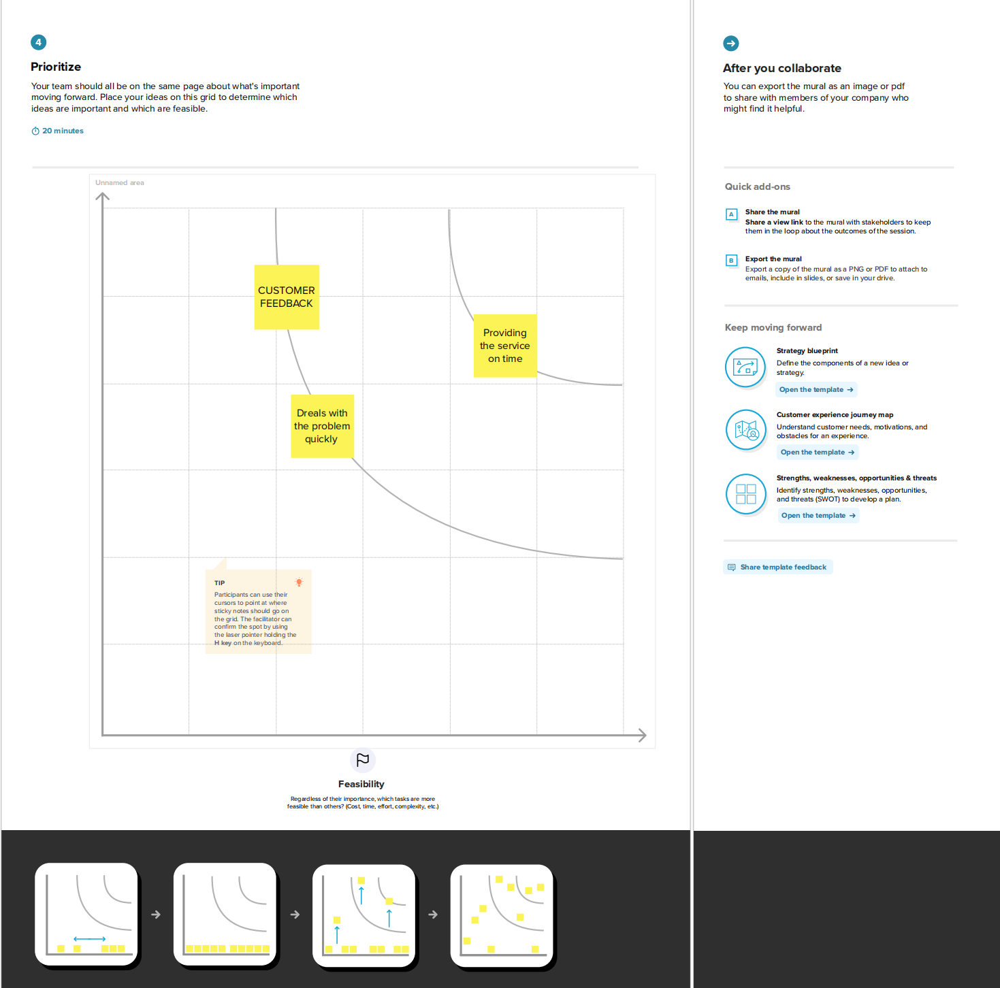 4
Prioritize
Your team should all be on the same page about what's important
moving forward. Place your ideas on this grid to determine which
ideas are important and which are feasible.
20 minutes
Unnamed area
CUSTOMER
FEEDBACK
Providing
the service
on time
Dreals with
the problem
quickly
TIP
Participants can use their
cursors to point at where
sticky notes should go on
the grid. The facilitator can
confirm the spot by using
the laser pointer holding the
H key on the keyboard.
Feasibility
Regardless of their importance, which tasks are more
feasible than others? (Cost, time, effort, complexity, etc.)
After you collaborate
You can export the mural as an image or pdf
to share with members of your company who
might find it helpful.
Quick add-ons
A
Share the mural
Share a view link to the mural with stakeholders to keep
them in the loop about the outcomes of the session.
B
Export the mural
Export a copy of the mural as a PNG or PDF to attach to
emails, include in slides, or save in your drive.
Keep moving forward
Strategy blueprint
Define the components of a new idea or
strategy.
Open the template →
Customer experience journey map
Understand customer needs, motivations, and
obstacles for an experience.
Open the template →
Strengths, weaknesses, opportunities & threats
Identify strengths, weaknesses, opportunities,
and threats (SWOT) to develop a plan.
Open the template →
Share template feedback